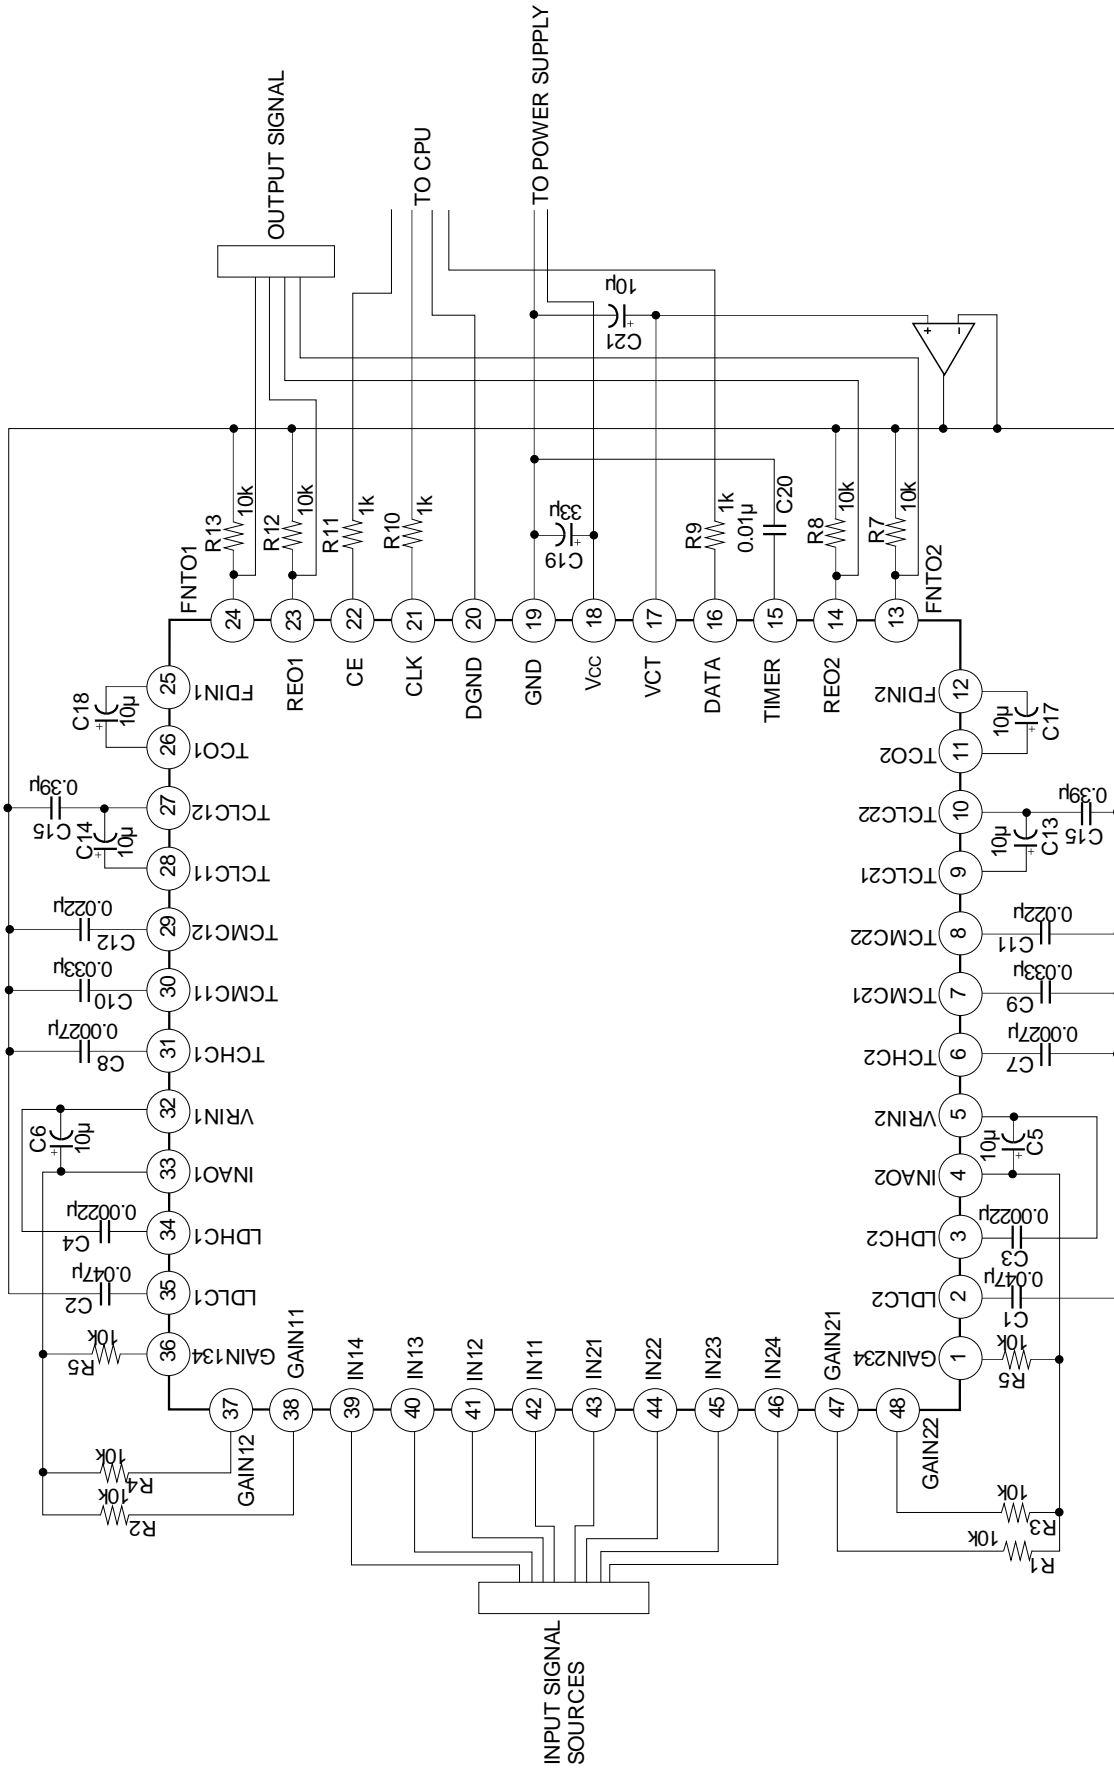 INPUT SIGNAL
SOURCES
OUTPUT SIGNAL
TO CPU
TO POWER SUPPLY
36 GAIN134 R5 10k
35 LDLC1 C2 0.047µ
34 LDHC1 C4 0.0022µ
33 INAO1
C6 10µ
32 VRIN1
31 TCHC1 C8 0.0027µ
30 TCMC11 C10 0.033µ
29 TCMC12 C12 0.022µ
28 TCLC11
C14 10µ
27 TCLC12 C15 0.39µ
26 TCO1
C18 10µ
25 FDIN1
37 GAIN12 R4 10k
38 GAIN11 R2 10k
39 IN14
40 IN13
41 IN12
42 IN11
43 IN21
44 IN22
45 IN23
46 IN24
47 GAIN21 R1 10k
48 GAIN22 R3 10k
24 FNTO1 R13 10k
23 REO1 R12 10k
22 CE R11 1k
21 CLK R10 1k
20 DGND
19 GND
C19 33µ
18 VCC
17 VCT
C21 10µ
16 DATA R9 1k
15 TIMER 0.01µ C20
14 REO2 R8 10k
13 FNTO2 R7 10k
1 GAIN234 R5 10k
2 LDLC2 C1 0.047µ
3 LDHC2 C3 0.0022µ
4 INAO2
C5 10µ
5 VRIN2
6 TCHC2 C7 0.0027µ
7 TCMC21 C9 0.033µ
8 TCMC22 C11 0.022µ
9 TCLC21
C13 10µ
10 TCLC22 C15 0.39µ
11 TCO2
C17 10µ
12 FDIN2